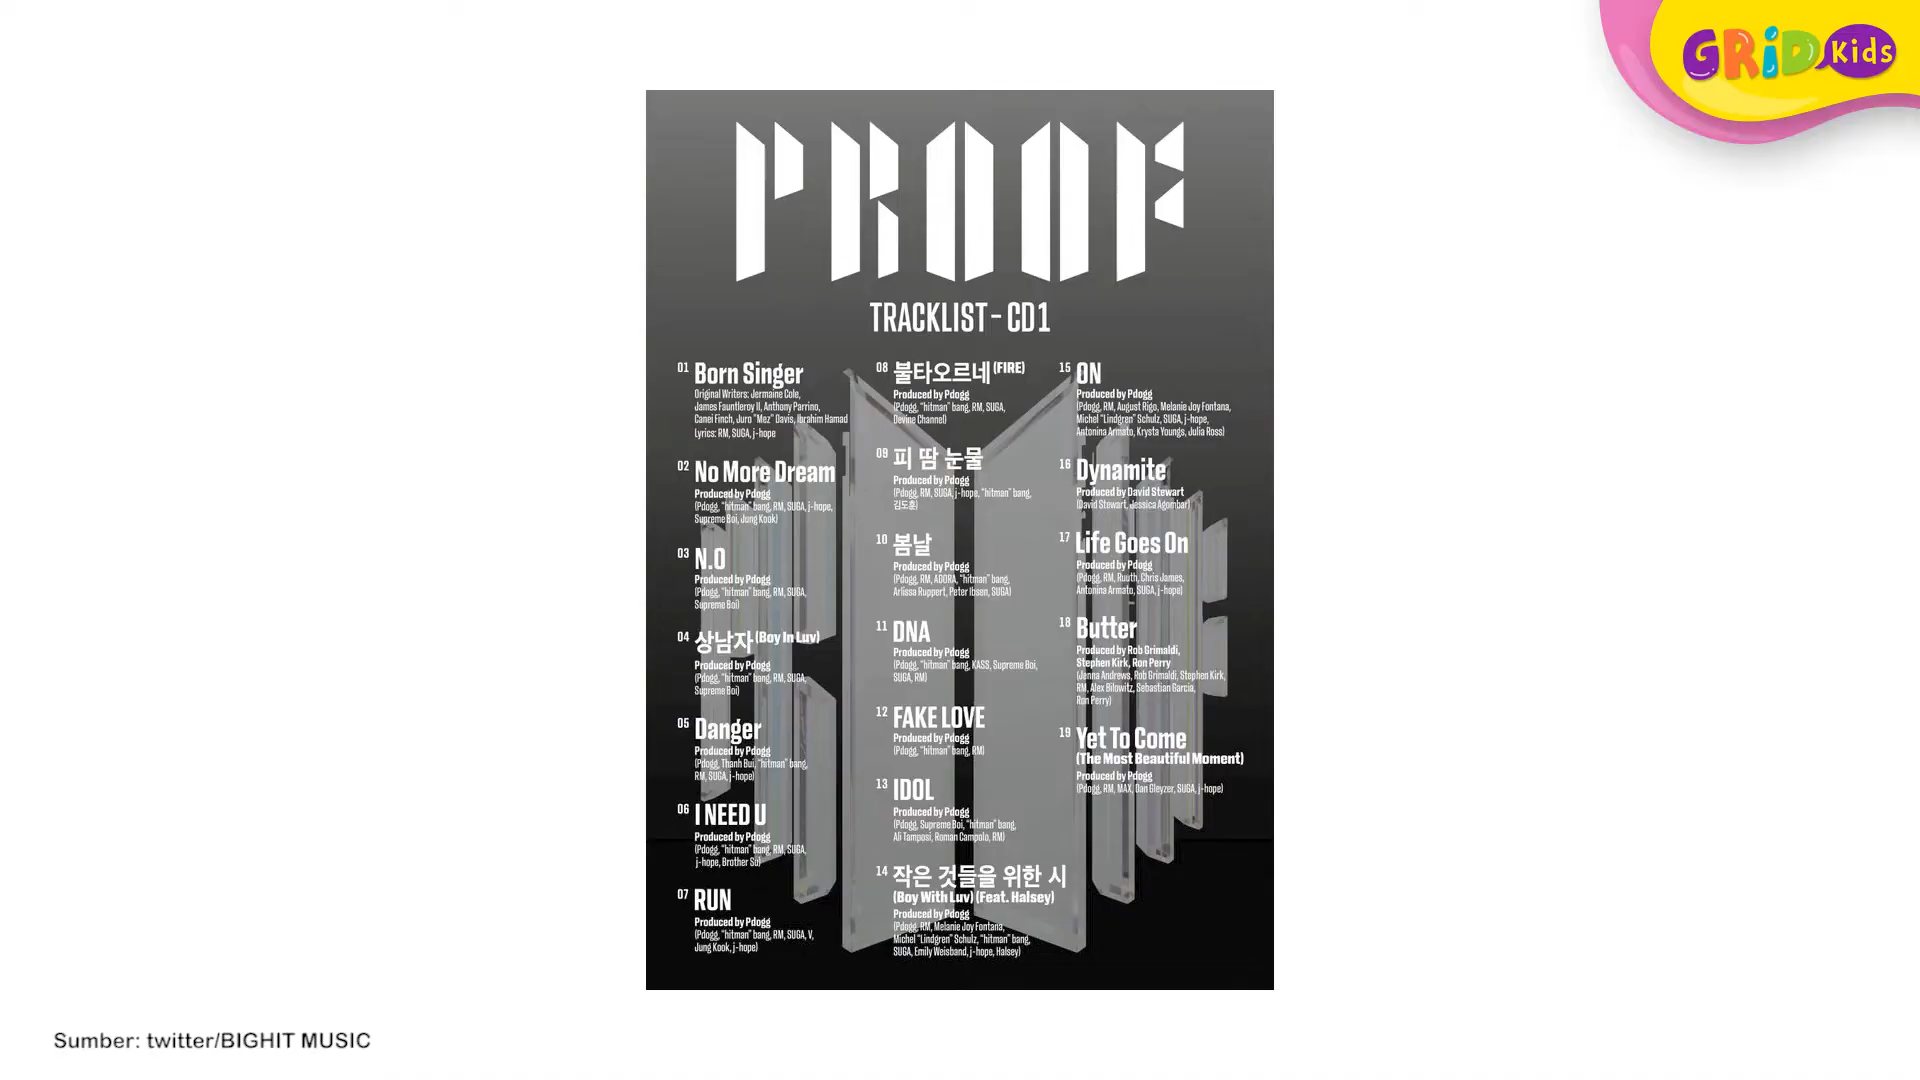 GRiD Kids
PROOF
TRACKLIST - CD1
01 Born Singer
Original Writers: Jermaine Cole,
James Fauntleroy II, Anthony Parrino,
Canei Finch, Juro "Mez" Davis, Ibrahim Hamad
Lyrics: RM, SUGA, j-hope
02 No More Dream
Produced by Pdogg
(Pdogg, "hitman" bang, RM, SUGA, j-hope,
Supreme Boi, Jung Kook)
03 N.O
Produced by Pdogg
(Pdogg, "hitman" bang, RM, SUGA,
Supreme Boi)
04 상남자 (Boy In Luv)
Produced by Pdogg
(Pdogg, "hitman" bang, RM, SUGA,
Supreme Boi)
05 Danger
Produced by Pdogg
(Pdogg, Thanh Bui, "hitman" bang,
RM, SUGA, j-hope)
06 I NEED U
Produced by Pdogg
(Pdogg, "hitman" bang, RM, SUGA,
j-hope, Brother Su)
07 RUN
Produced by Pdogg
(Pdogg, "hitman" bang, RM, SUGA, V,
Jung Kook, j-hope)
08 불타오르네 (FIRE)
Produced by Pdogg
(Pdogg, "hitman" bang, RM, SUGA,
Devine Channel)
09 피 땀 눈물
Produced by Pdogg
(Pdogg, RM, SUGA, j-hope, "hitman" bang,
김도훈)
10 봄날
Produced by Pdogg
(Pdogg, RM, ADORA, "hitman" bang,
Arlissa Ruppert, Peter Ibsen, SUGA)
11 DNA
Produced by Pdogg
(Pdogg, "hitman" bang, KASS, Supreme Boi,
SUGA, RM)
12 FAKE LOVE
Produced by Pdogg
(Pdogg, "hitman" bang, RM)
13 IDOL
Produced by Pdogg
(Pdogg, Supreme Boi, "hitman" bang,
Ali Tamposi, Roman Campolo, RM)
14 작은 것들을 위한 시
(Boy With Luv) (Feat. Halsey)
Produced by Pdogg
(Pdogg, RM, Melanie Joy Fontana,
Michel "Lindgren" Schulz, "hitman" bang,
SUGA, Emily Weisband, j-hope, Halsey)
15 ON
Produced by Pdogg
(Pdogg, RM, August Rigo, Melanie Joy Fontana,
Michel "Lindgren" Schulz, SUGA, j-hope,
Antonina Armato, Krysta Youngs, Julia Ross)
16 Dynamite
Produced by David Stewart
(David Stewart, Jessica Agombar)
17 Life Goes On
Produced by Pdogg
(Pdogg, RM, Ruuth, Chris James,
Antonina Armato, SUGA, j-hope)
18 Butter
Produced by Rob Grimaldi,
Stephen Kirk, Ron Perry
(Jenna Andrews, Rob Grimaldi, Stephen Kirk,
RM, Alex Bilowitz, Sebastian Garcia,
Ron Perry)
19 Yet To Come
(The Most Beautiful Moment)
Produced by Pdogg
(Pdogg, RM, MAX, Dan Gleyzer, SUGA, j-hope)
Sumber: twitter/BIGHIT MUSIC